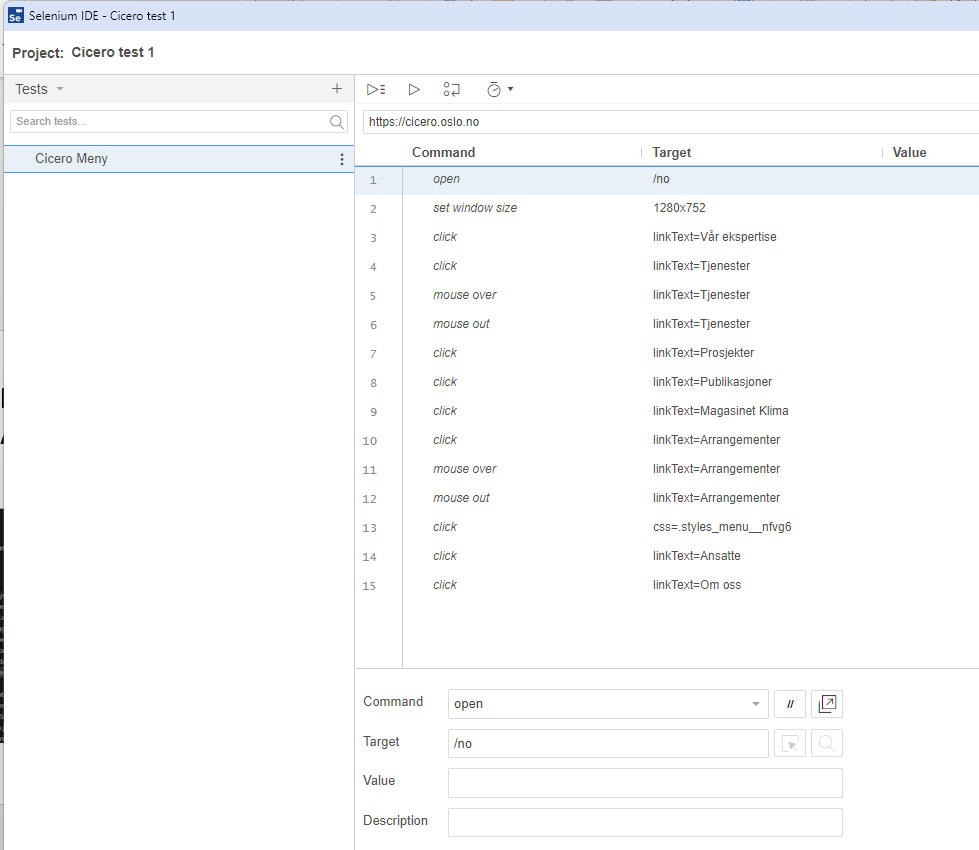 Se Selenium IDE - Cicero test 1
Project: Cicero test 1
Tests
Search tests...
Cicero Meny
https://cicero.oslo.no
Command Target Value
1 open /no
2 set window size 1280x752
3 click linkText=Vår ekspertise
4 click linkText=Tjenester
5 mouse over linkText=Tjenester
6 mouse out linkText=Tjenester
7 click linkText=Prosjekter
8 click linkText=Publikasjoner
9 click linkText=Magasinet Klima
10 click linkText=Arrangementer
11 mouse over linkText=Arrangementer
12 mouse out linkText=Arrangementer
13 click css=.styles_menu__nfvg6
14 click linkText=Ansatte
15 click linkText=Om oss
Command open //
Target /no
Value
Description